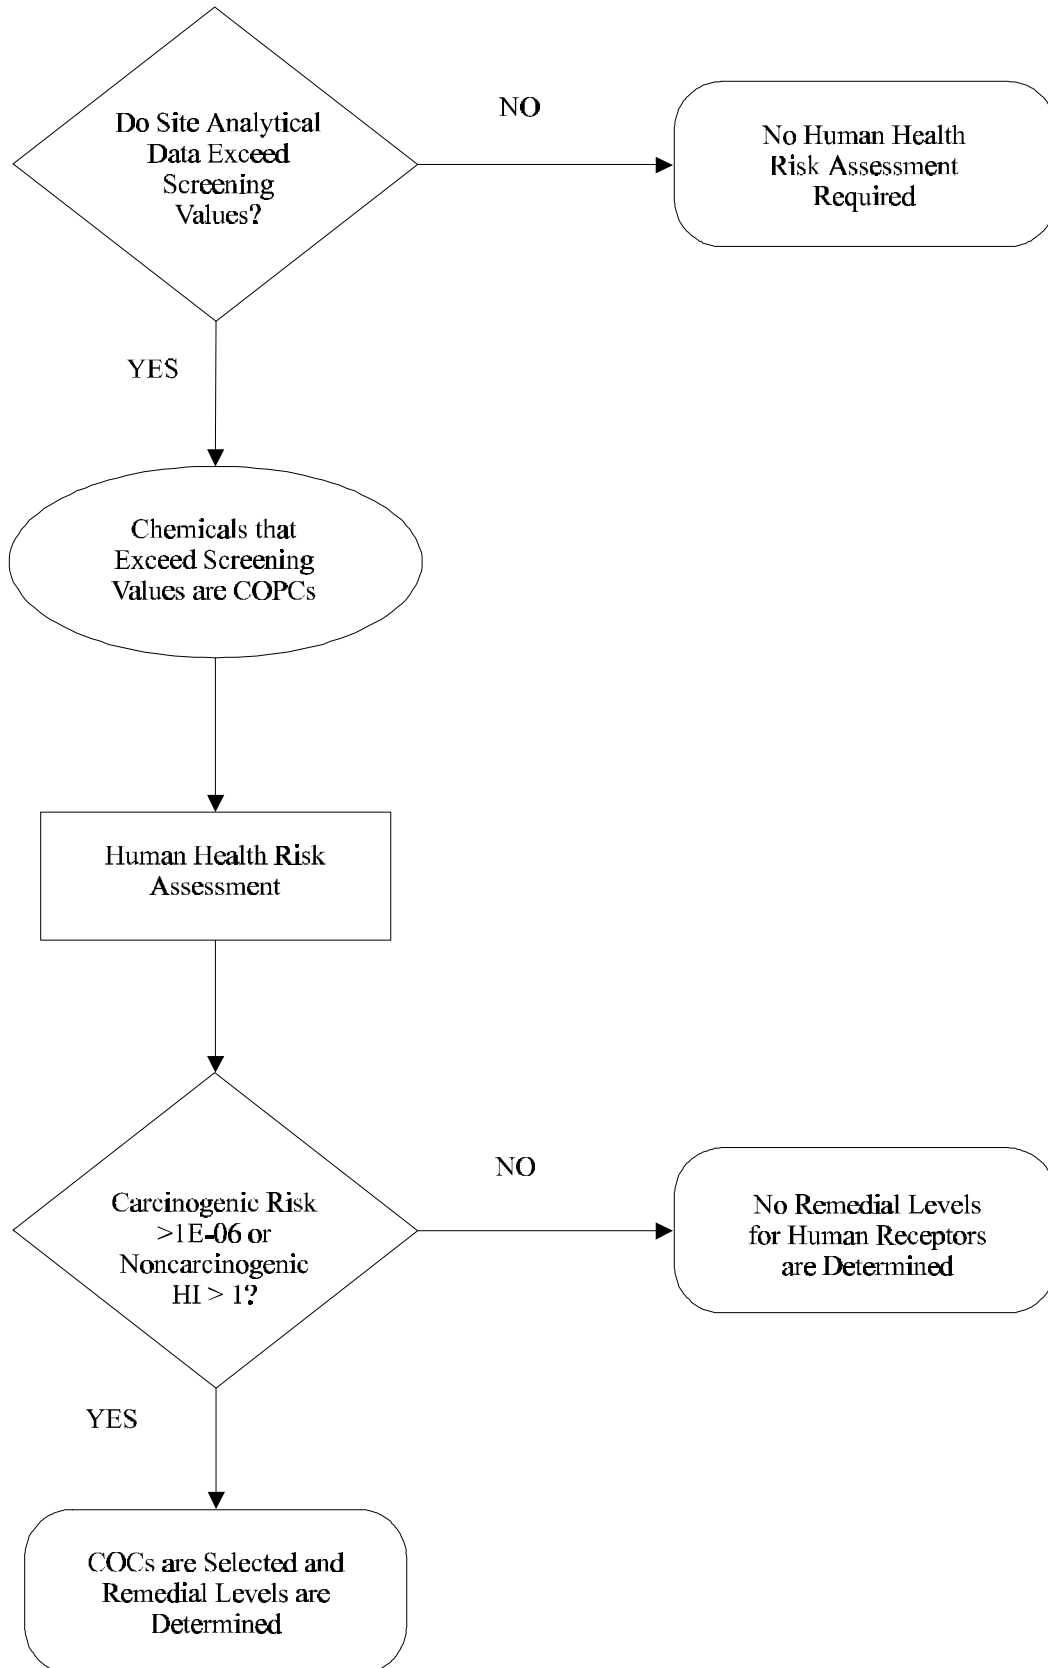 Do Site Analytical
Data Exceed
Screening
Values?
NO
No Human Health
Risk Assessment
Required
YES
Chemicals that
Exceed Screening
Values are COPCs
Human Health Risk
Assessment
Carcinogenic Risk
>1E-06 or
Noncarcinogenic
HI > 1?
NO
No Remedial Levels
for Human Receptors
are Determined
YES
COCs are Selected and
Remedial Levels are
Determined